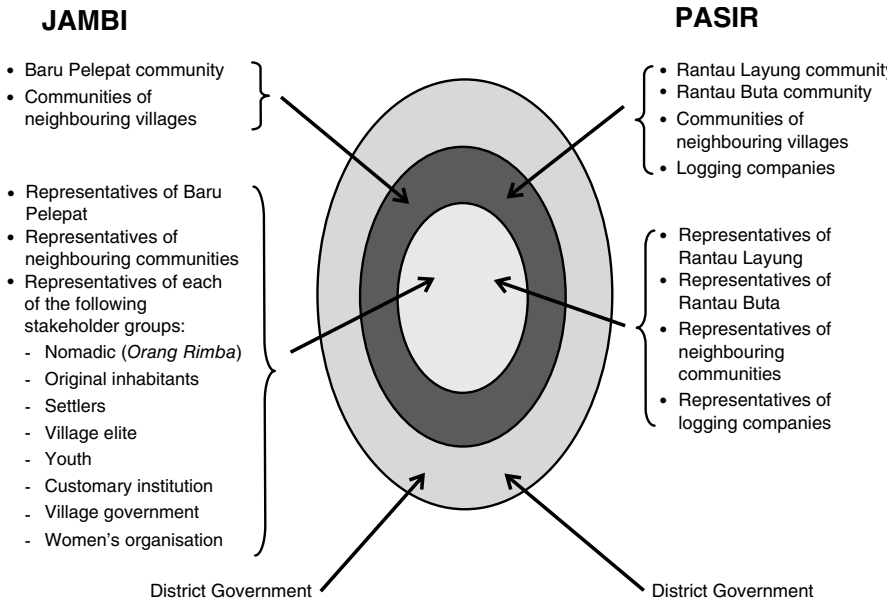 JAMBI
• Baru Pelepat community
• Communities of
neighbouring villages
• Representatives of Baru
Pelepat
• Representatives of
neighbouring communities
• Representatives of each
of the following
stakeholder groups:
- Nomadic (Orang Rimba)
- Original inhabitants
- Settlers
- Village elite
- Youth
- Customary institution
- Village government
- Women's organisation
District Government
PASIR
• Rantau Layung community
• Rantau Buta community
• Communities of
neighbouring villages
• Logging companies
• Representatives of
Rantau Layung
• Representatives of
Rantau Buta
• Representatives of
neighbouring
communities
• Representatives of
logging companies
District Government